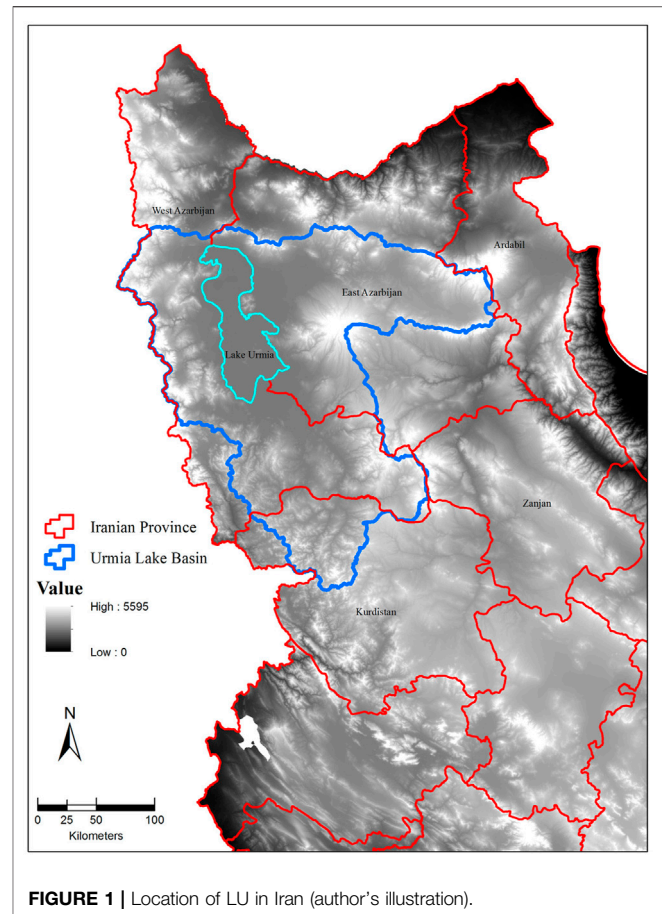 West Azarbijan
Ardabil
East Azarbijan
Lake Urmia
Zanjan
Kurdistan
Iranian Province
Urmia Lake Basin
Value
High : 5595
Low : 0
N
0 25 50 100
Kilometers
FIGURE 1 | Location of LU in Iran (author's illustration).